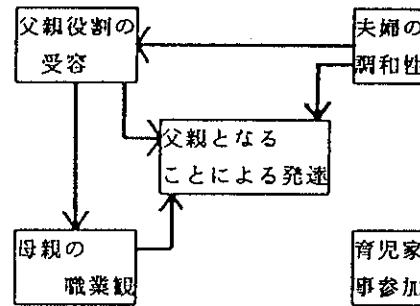 父親役割の
受容
夫婦の
調和性
父親となる
ことによる発達
母親の
職業観
育児家
事参加